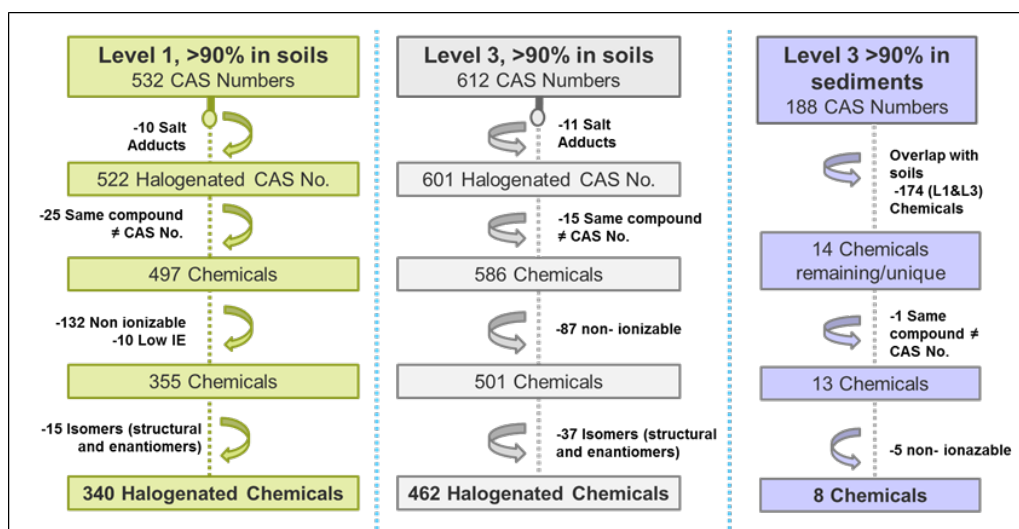 Level 1, >90% in soils
532 CAS Numbers
-10 Salt
Adducts
522 Halogenated CAS No.
-25 Same compound
≠ CAS No.
497 Chemicals
-132 Non ionizable
-10 Low IE
355 Chemicals
-15 Isomers (structural
and enantiomers)
340 Halogenated Chemicals
Level 3, >90% in soils
612 CAS Numbers
-11 Salt
Adducts
601 Halogenated CAS No.
-15 Same compound
≠ CAS No.
586 Chemicals
-87 non- ionizable
501 Chemicals
-37 Isomers (structural
and enantiomers)
462 Halogenated Chemicals
Level 3 >90% in
sediments
188 CAS Numbers
Overlap with
soils
-174 (L1&L3)
Chemicals
14 Chemicals
remaining/unique
-1 Same
compound ≠
CAS No.
13 Chemicals
-5 non- ionazable
8 Chemicals